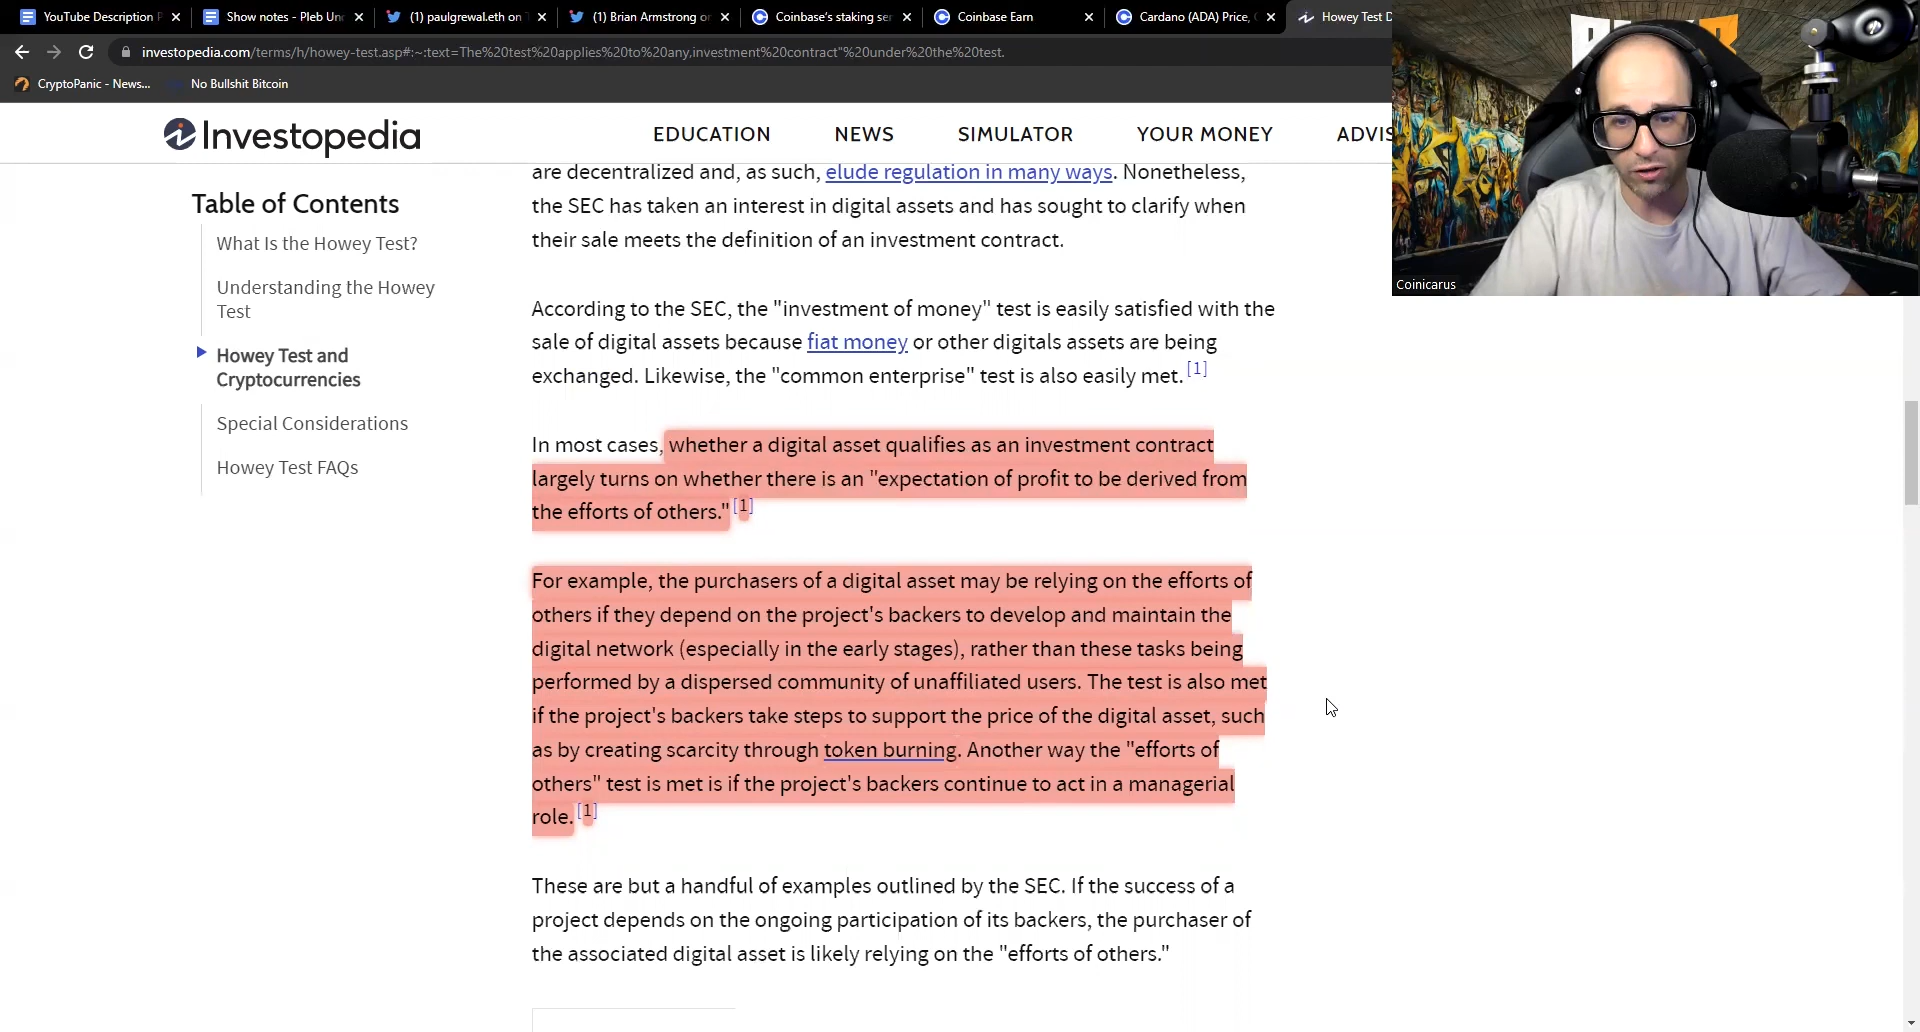 YouTube Description P
Show notes - Pleb Un
(1) paulgrewal.eth on T
(1) Brian Armstrong on
Coinbase's staking ser
Coinbase Earn
Cardano (ADA) Price,
Howey Test D
investopedia.com/terms/h/howey-test.asp#:~:text=The%20test%20applies%20to%20any,investment%20contract"%20under%20the%20test.
CryptoPanic - News...
No Bullshit Bitcoin
Investopedia
EDUCATION
NEWS
SIMULATOR
YOUR MONEY
ADVIS
Coinicarus
Table of Contents
What Is the Howey Test?
Understanding the Howey
Test
Howey Test and
Cryptocurrencies
Special Considerations
Howey Test FAQs
are decentralized and, as such, elude regulation in many ways. Nonetheless,
the SEC has taken an interest in digital assets and has sought to clarify when
their sale meets the definition of an investment contract.
According to the SEC, the "investment of money" test is easily satisfied with the
sale of digital assets because fiat money or other digitals assets are being
exchanged. Likewise, the "common enterprise" test is also easily met. [1]
In most cases, whether a digital asset qualifies as an investment contract
largely turns on whether there is an "expectation of profit to be derived from
the efforts of others." [1]
For example, the purchasers of a digital asset may be relying on the efforts of
others if they depend on the project's backers to develop and maintain the
digital network (especially in the early stages), rather than these tasks being
performed by a dispersed community of unaffiliated users. The test is also met
if the project's backers take steps to support the price of the digital asset, such
as by creating scarcity through token burning. Another way the "efforts of
others" test is met is if the project's backers continue to act in a managerial
role. [1]
These are but a handful of examples outlined by the SEC. If the success of a
project depends on the ongoing participation of its backers, the purchaser of
the associated digital asset is likely relying on the "efforts of others."